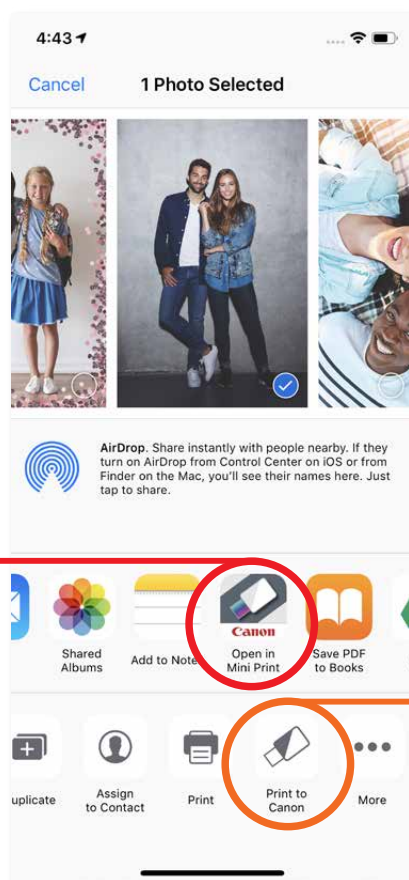 4:43
Cancel
1 Photo Selected
AirDrop. Share instantly with people nearby. If they
turn on AirDrop from Control Center on iOS or from
Finder on the Mac, you'll see their names here. Just
tap to share.
Canon
Shared
Albums
Add to Note
Open in
Mini Print
Save PDF
to Books
uplicate
Assign
to Contact
Print
Print to
Canon
More